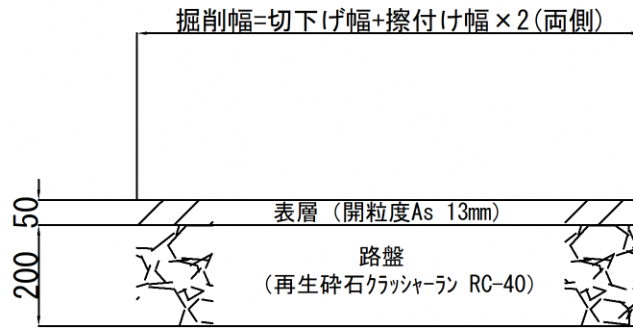 掘削幅=切下げ幅+擦付け幅×2(両側)
50
表層 (開粒度As 13mm)
200
路盤
(再生砕石ｸﾗｯｼｬｰﾗﾝ RC-40)